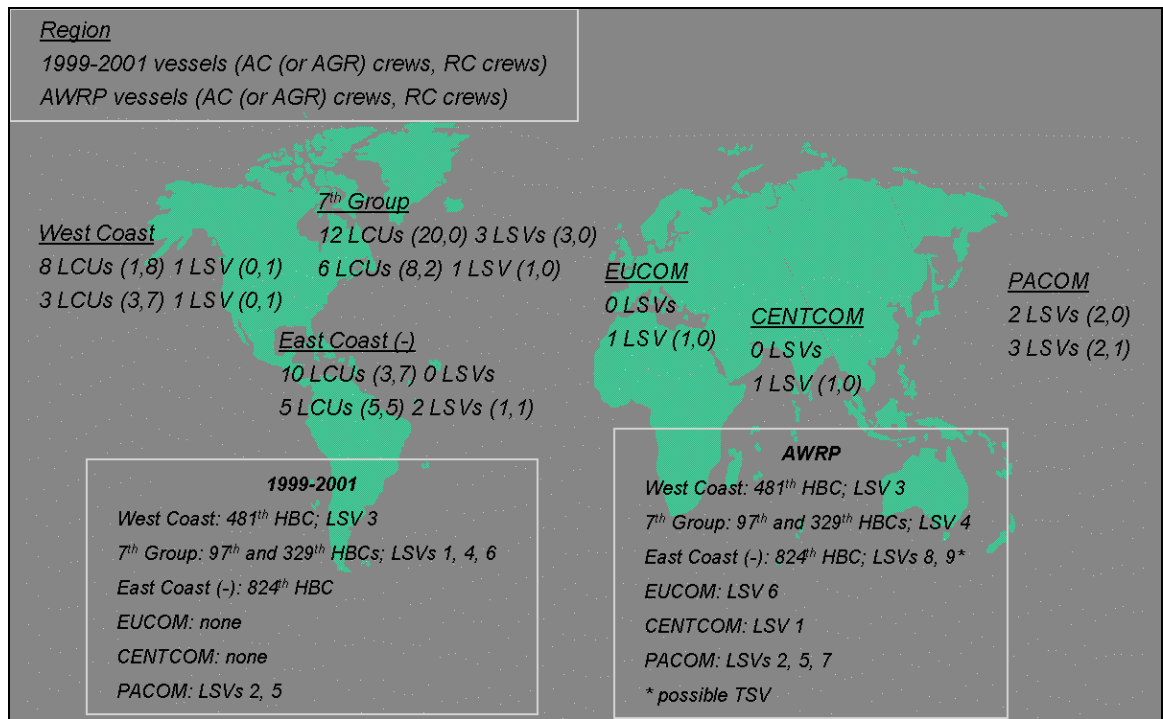 Region
1999-2001 vessels (AC (or AGR) crews, RC crews)
AWRP vessels (AC (or AGR) crews, RC crews)
7th Group
12 LCUs (20,0) 3 LSVs (3,0)
6 LCUs (8,2) 1 LSV (1,0)
West Coast
8 LCUs (1,8) 1 LSV (0,1)
3 LCUs (3,7) 1 LSV (0,1)
East Coast (-)
10 LCUs (3,7) 0 LSVs
5 LCUs (5,5) 2 LSVs (1,1)
EUCOM
0 LSVs
1 LSV (1,0)
CENTCOM
0 LSVs
1 LSV (1,0)
PACOM
2 LSVs (2,0)
3 LSVs (2,1)
1999-2001
West Coast: 481th HBC; LSV 3
7th Group: 97th and 329th HBCs; LSVs 1, 4, 6
East Coast (-): 824th HBC
EUCOM: none
CENTCOM: none
PACOM: LSVs 2, 5
AWRP
West Coast: 481th HBC; LSV 3
7th Group: 97th and 329th HBCs; LSV 4
East Coast (-): 824th HBC; LSVs 8, 9*
EUCOM: LSV 6
CENTCOM: LSV 1
PACOM: LSVs 2, 5, 7
* possible TSV